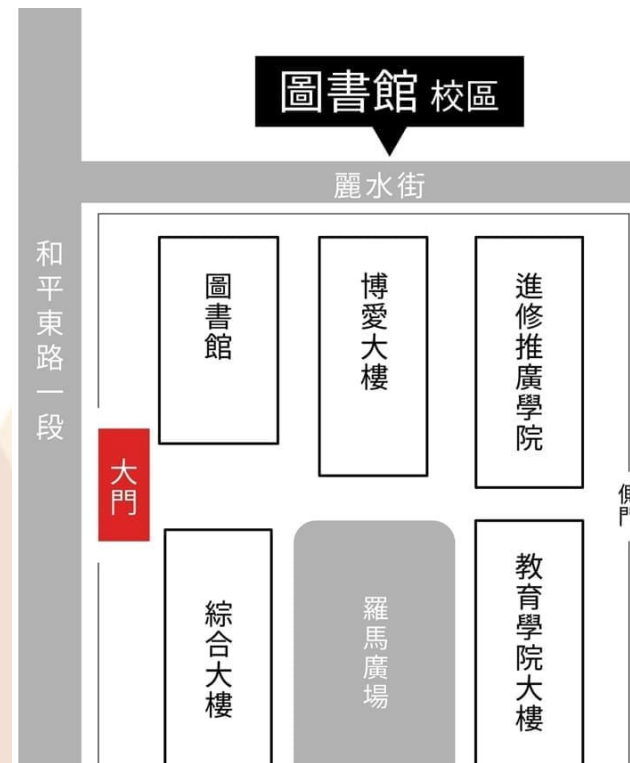 圖書館 校區
麗水街
和平東路一段
圖書館
博愛大樓
進修推廣學院
大門
側門
綜合大樓
羅馬廣場
教育學院大樓